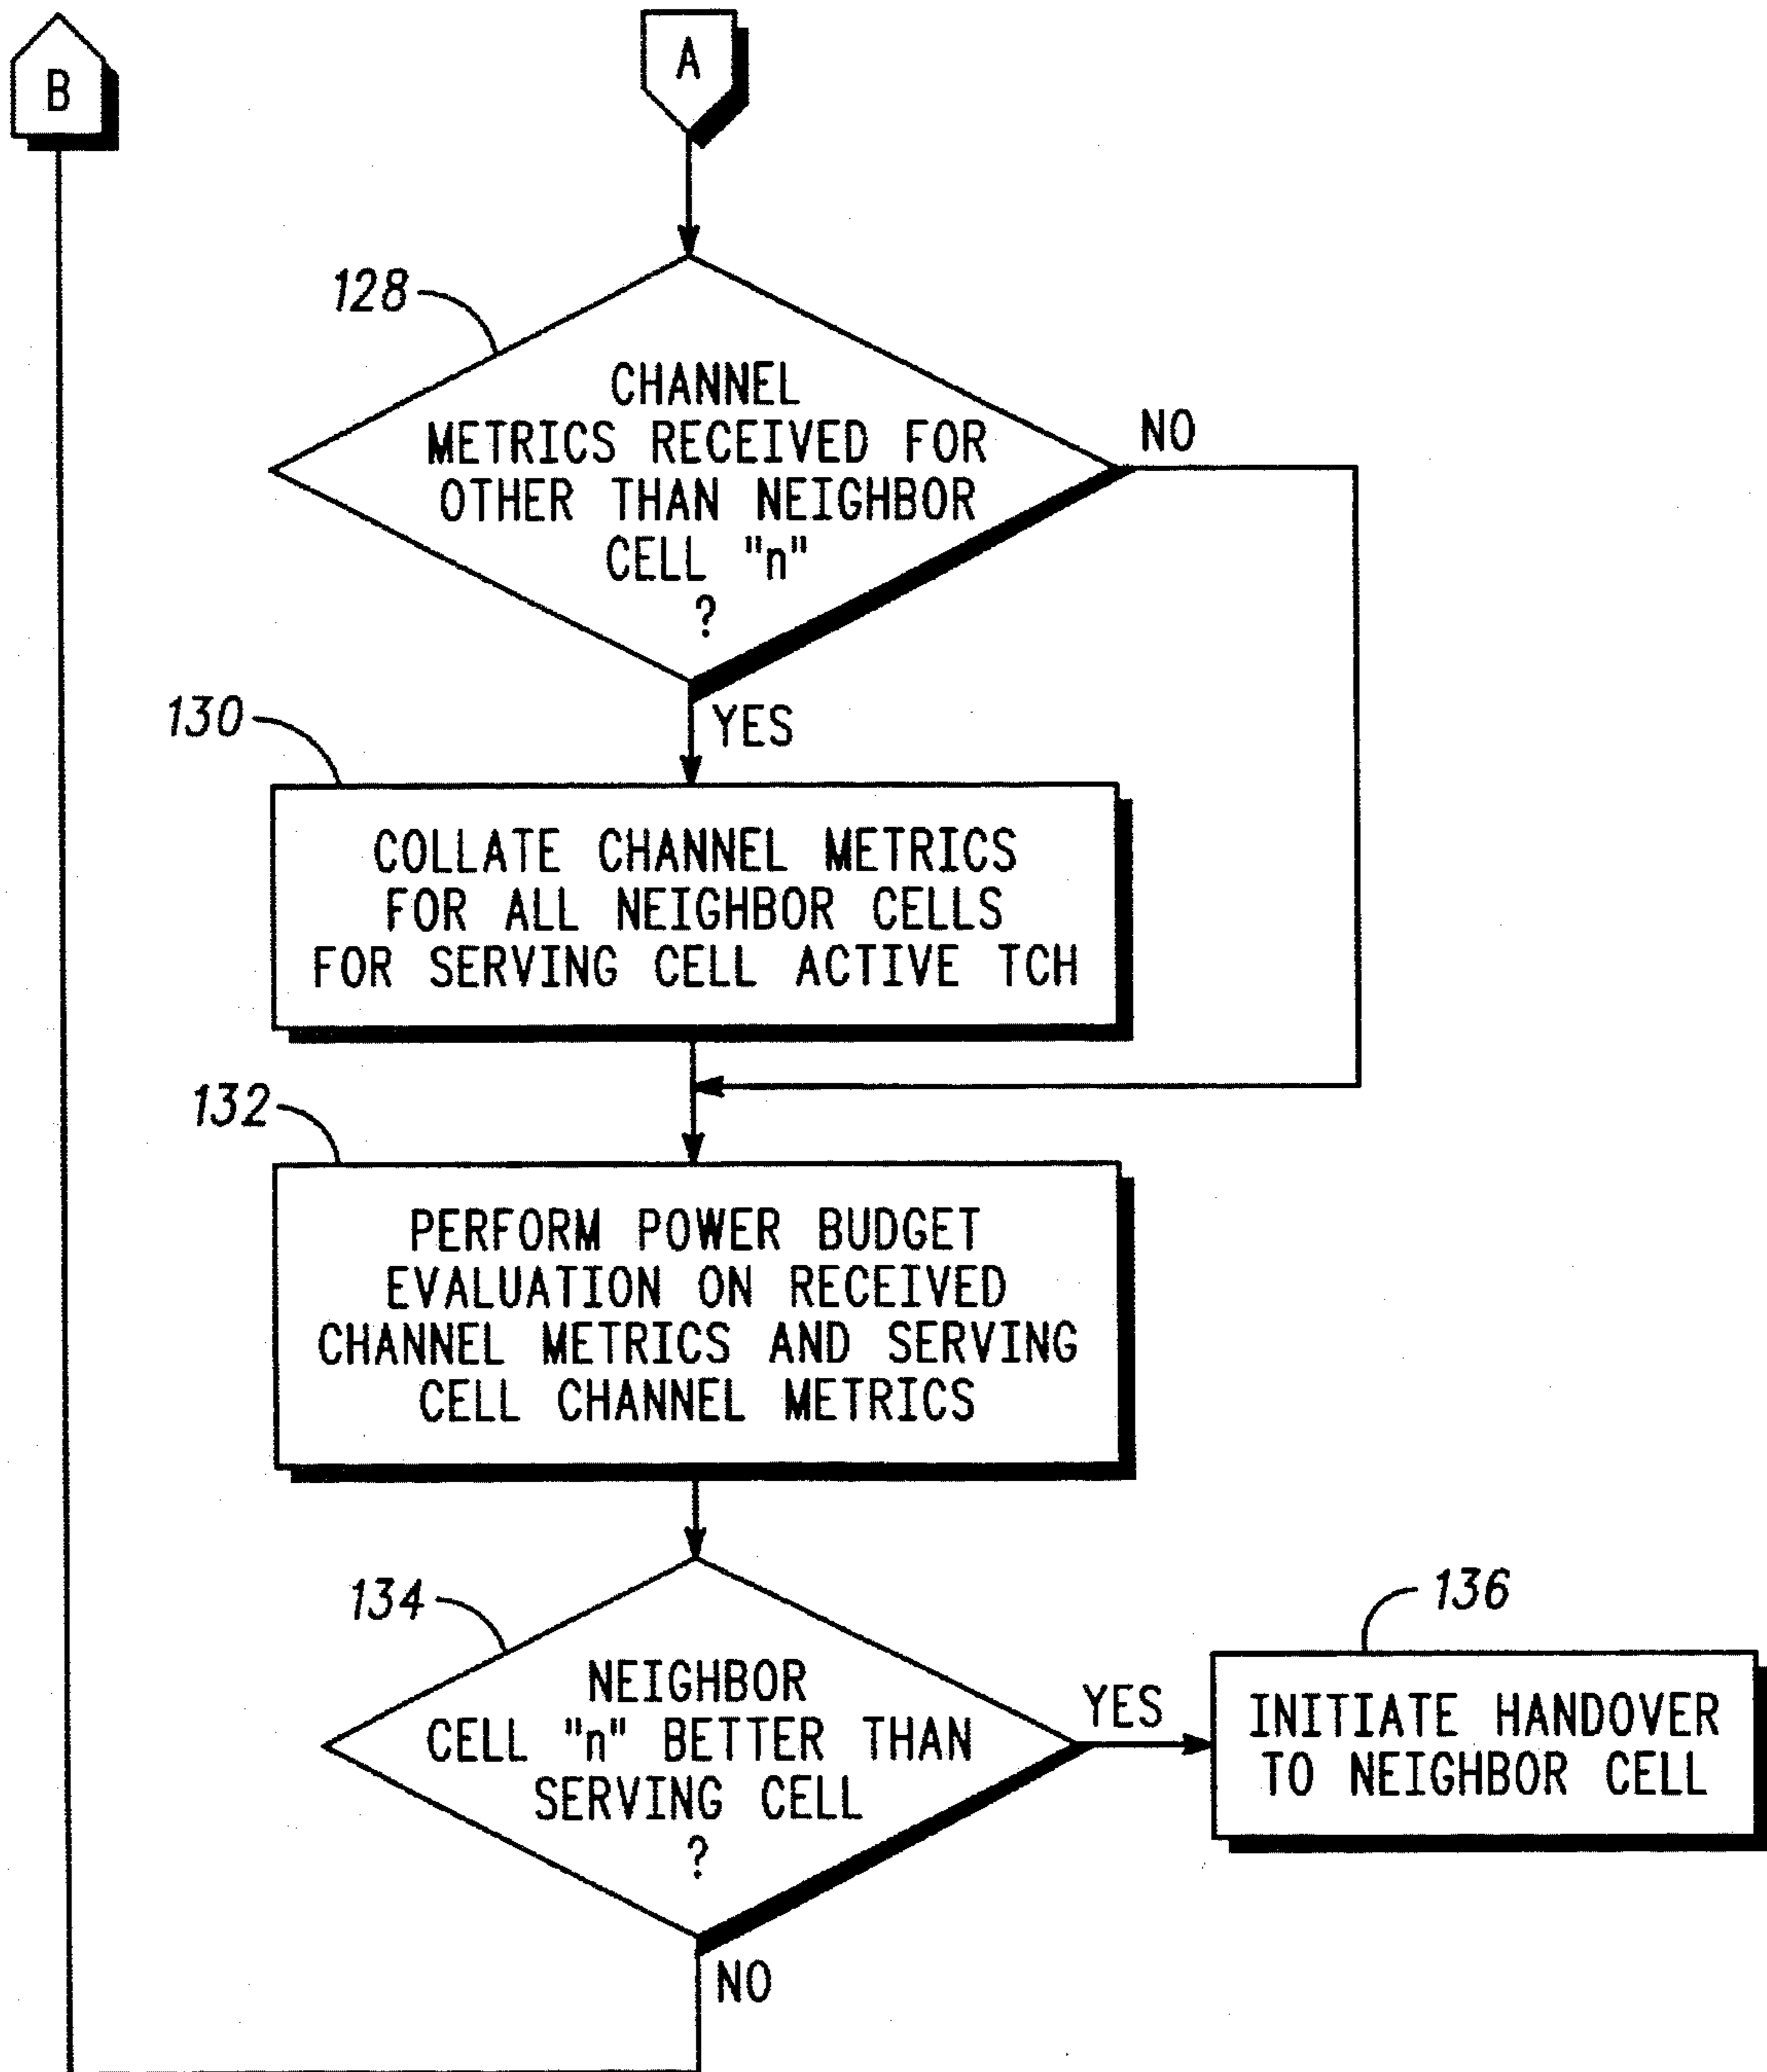 B
A
128
CHANNEL
METRICS RECEIVED FOR
OTHER THAN NEIGHBOR
CELL "n"
?
NO
YES
130
COLLATE CHANNEL METRICS
FOR ALL NEIGHBOR CELLS
FOR SERVING CELL ACTIVE TCH
132
PERFORM POWER BUDGET
EVALUATION ON RECEIVED
CHANNEL METRICS AND SERVING
CELL CHANNEL METRICS
134
NEIGHBOR
CELL "n" BETTER THAN
SERVING CELL
?
YES
136
INITIATE HANDOVER
TO NEIGHBOR CELL
NO